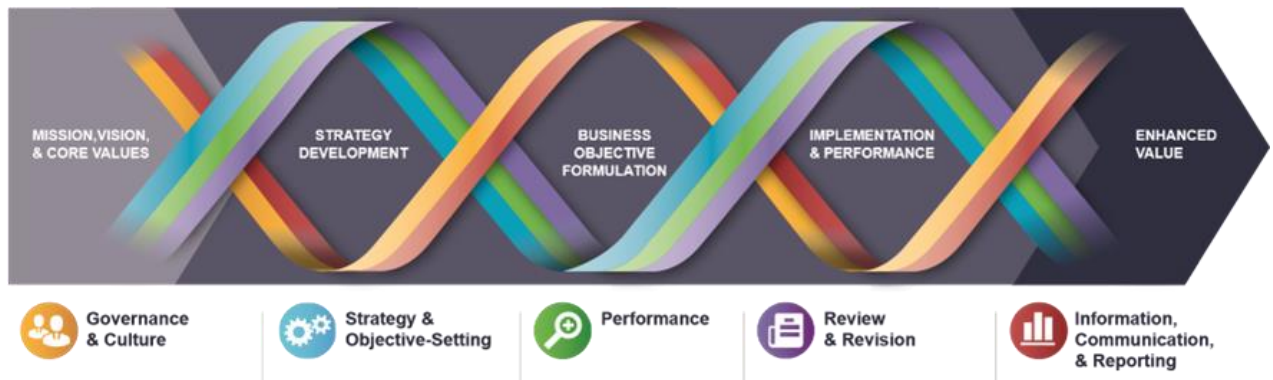 MISSION,VISION,
& CORE VALUES
STRATEGY
DEVELOPMENT
BUSINESS
OBJECTIVE
FORMULATION
IMPLEMENTATION
& PERFORMANCE
ENHANCED
VALUE
Governance
& Culture
Strategy &
Objective-Setting
Performance
Review
& Revision
Information,
Communication,
& Reporting